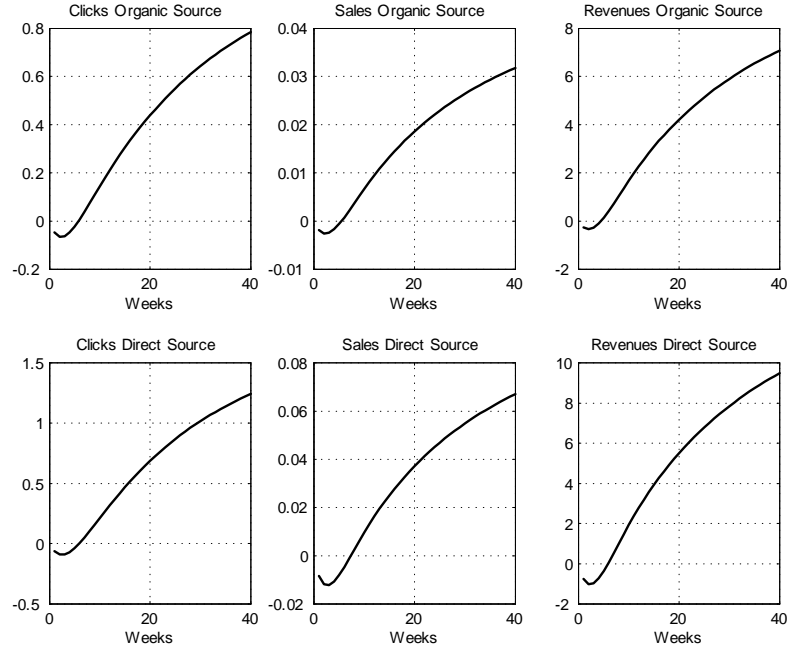 Clicks Organic Source
0.8
0.6
0.4
0.2
0
-0.2
0 20 40
Weeks
Sales Organic Source
0.04
0.03
0.02
0.01
0
-0.01
0 20 40
Weeks
Revenues Organic Source
8
6
4
2
0
-2
0 20 40
Weeks
Clicks Direct Source
1.5
1
0.5
0
-0.5
0 20 40
Weeks
Sales Direct Source
0.08
0.06
0.04
0.02
0
-0.02
0 20 40
Weeks
Revenues Direct Source
10
8
6
4
2
0
-2
0 20 40
Weeks